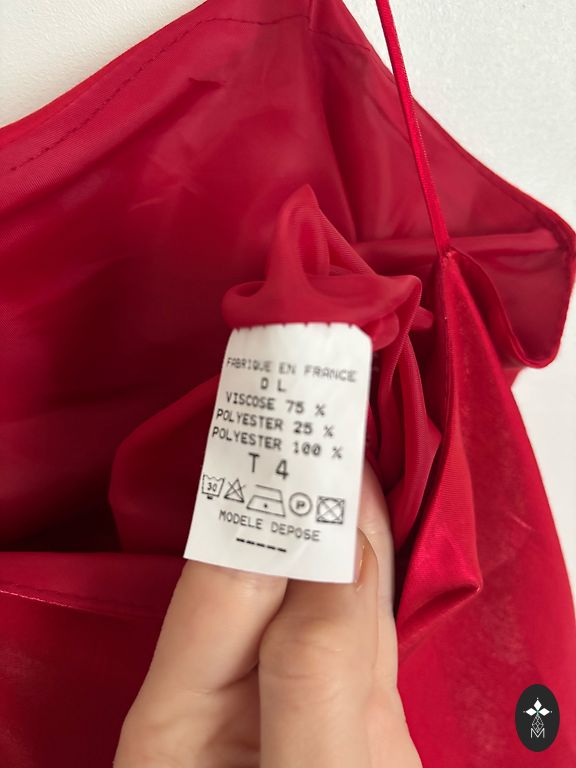 FABRIQUE EN FRANCE
D L
VISCOSE 75 %
POLYESTER 25 %
POLYESTER 100 %
T 4
30 P
MODELE DEPOSE
-----
M